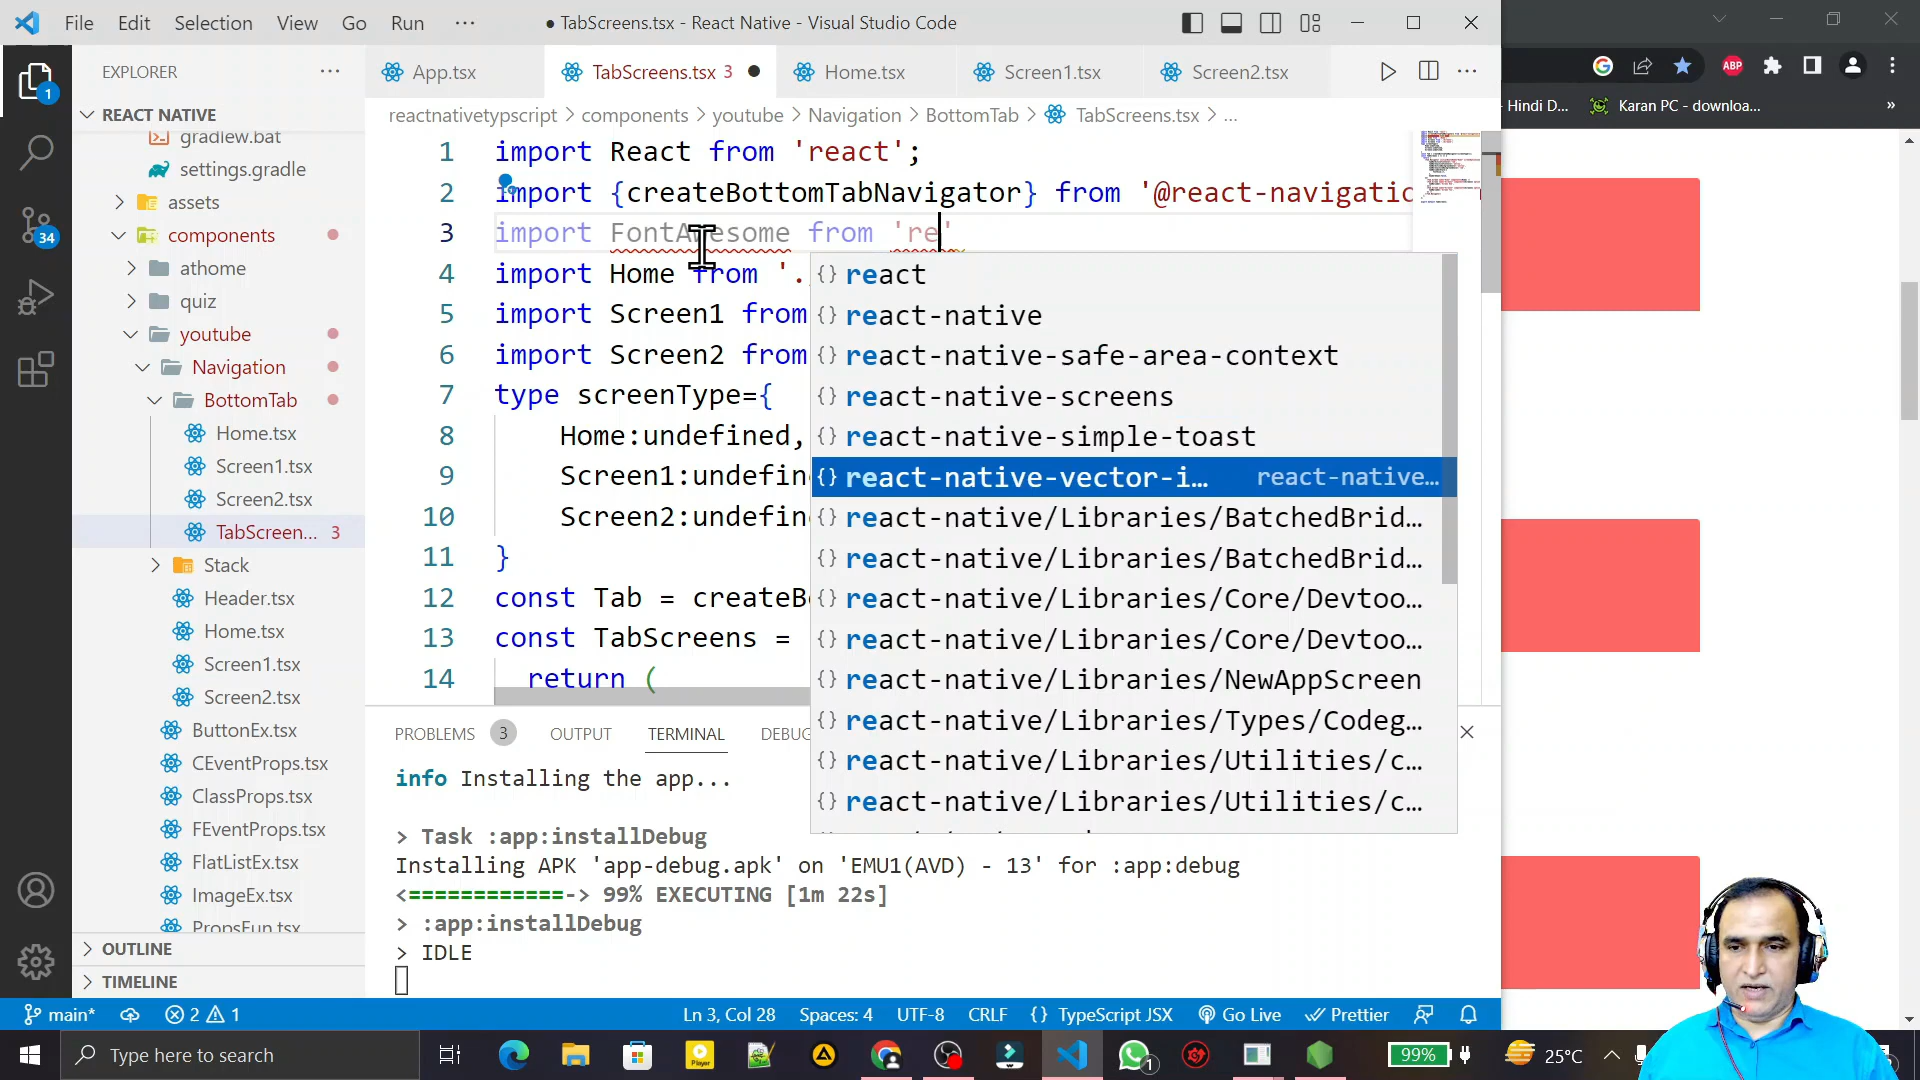 File Edit Selection View Go Run ··· ● TabScreens.tsx - React Native - Visual Studio Code
EXPLORER ···
App.tsx TabScreens.tsx 3 ● Home.tsx Screen1.tsx Screen2.tsx ···
ABP
Hindi D... Karan PC - downloa... »
REACT NATIVE
reactnativetypscript > components > youtube > Navigation > BottomTab > TabScreens.tsx > ...
gradlew.bat
settings.gradle
assets
components
athome
quiz
youtube
Navigation
BottomTab
Home.tsx
Screen1.tsx
Screen2.tsx
TabScreen... 3
Stack
Header.tsx
Home.tsx
Screen1.tsx
Screen2.tsx
ButtonEx.tsx
CEventProps.tsx
ClassProps.tsx
FEventProps.tsx
FlatListEx.tsx
ImageEx.tsx
PropsFun.tsx
OUTLINE
TIMELINE
1
34
1 import React from 'react';
2 import {createBottomTabNavigator} from '@react-navigatio
3 import FontAwesome from 're'
4 import Home from '.
5 import Screen1 from
6 import Screen2 from
7 type screenType={
8 Home:undefined,
9 Screen1:undefin
10 Screen2:undefin
11 }
12 const Tab = createB
13 const TabScreens =
14 return (
{} react
{} react-native
{} react-native-safe-area-context
{} react-native-screens
{} react-native-simple-toast
{} react-native-vector-i... react-native...
{} react-native/Libraries/BatchedBrid...
{} react-native/Libraries/BatchedBrid...
{} react-native/Libraries/Core/Devtoo...
{} react-native/Libraries/Core/Devtoo...
{} react-native/Libraries/NewAppScreen
{} react-native/Libraries/Types/Codeg...
{} react-native/Libraries/Utilities/c...
{} react-native/Libraries/Utilities/c...
PROBLEMS 3 OUTPUT TERMINAL DEBUG
info Installing the app...
> Task :app:installDebug
Installing APK 'app-debug.apk' on 'EMU1(AVD) - 13' for :app:debug
<============-> 99% EXECUTING [1m 22s]
> :app:installDebug
> IDLE
main* 2 1 Ln 3, Col 28 Spaces: 4 UTF-8 CRLF {} TypeScript JSX Go Live Prettier
Type here to search Player 1 99% 25°C